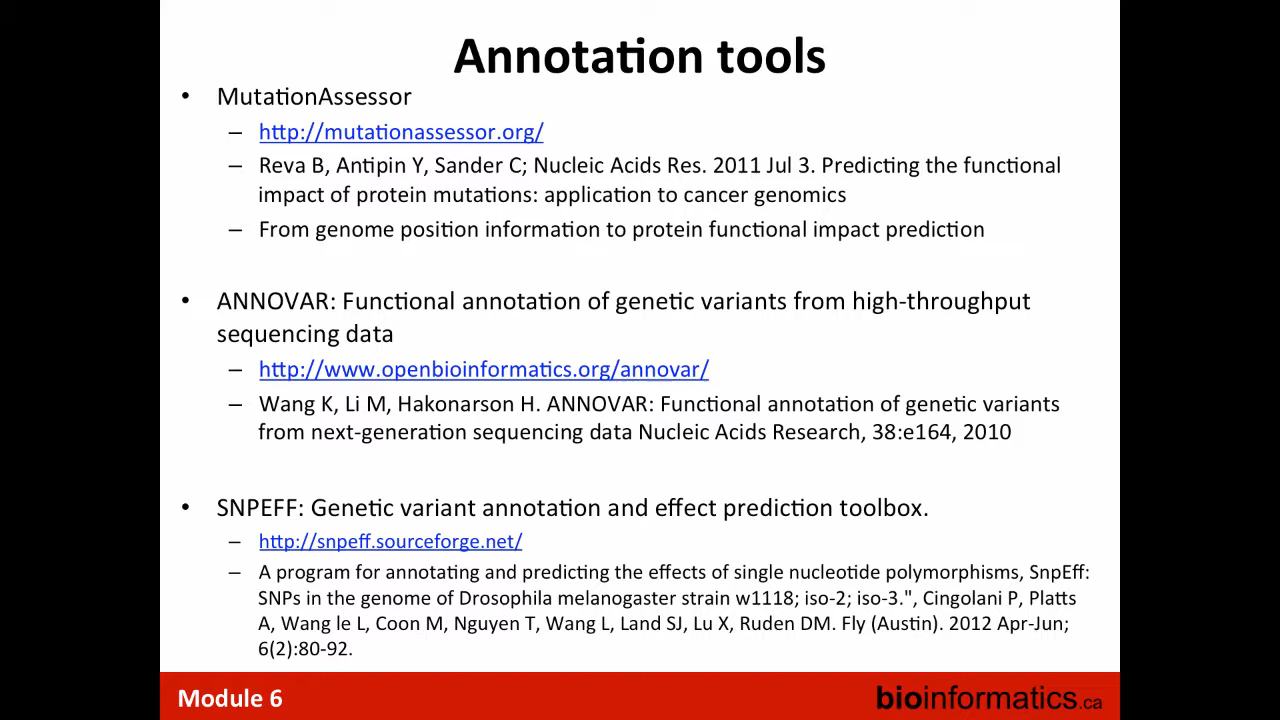 Annotation tools
• MutationAssessor
– http://mutationassessor.org/
– Reva B, Antipin Y, Sander C; Nucleic Acids Res. 2011 Jul 3. Predicting the functional
impact of protein mutations: application to cancer genomics
– From genome position information to protein functional impact prediction
• ANNOVAR: Functional annotation of genetic variants from high-throughput
sequencing data
– http://www.openbioinformatics.org/annovar/
– Wang K, Li M, Hakonarson H. ANNOVAR: Functional annotation of genetic variants
from next-generation sequencing data Nucleic Acids Research, 38:e164, 2010
• SNPEFF: Genetic variant annotation and effect prediction toolbox.
– http://snpeff.sourceforge.net/
– A program for annotating and predicting the effects of single nucleotide polymorphisms, SnpEff:
SNPs in the genome of Drosophila melanogaster strain w1118; iso-2; iso-3.", Cingolani P, Platts
A, Wang le L, Coon M, Nguyen T, Wang L, Land SJ, Lu X, Ruden DM. Fly (Austin). 2012 Apr-Jun;
6(2):80-92.
Module 6
bioinformatics.ca